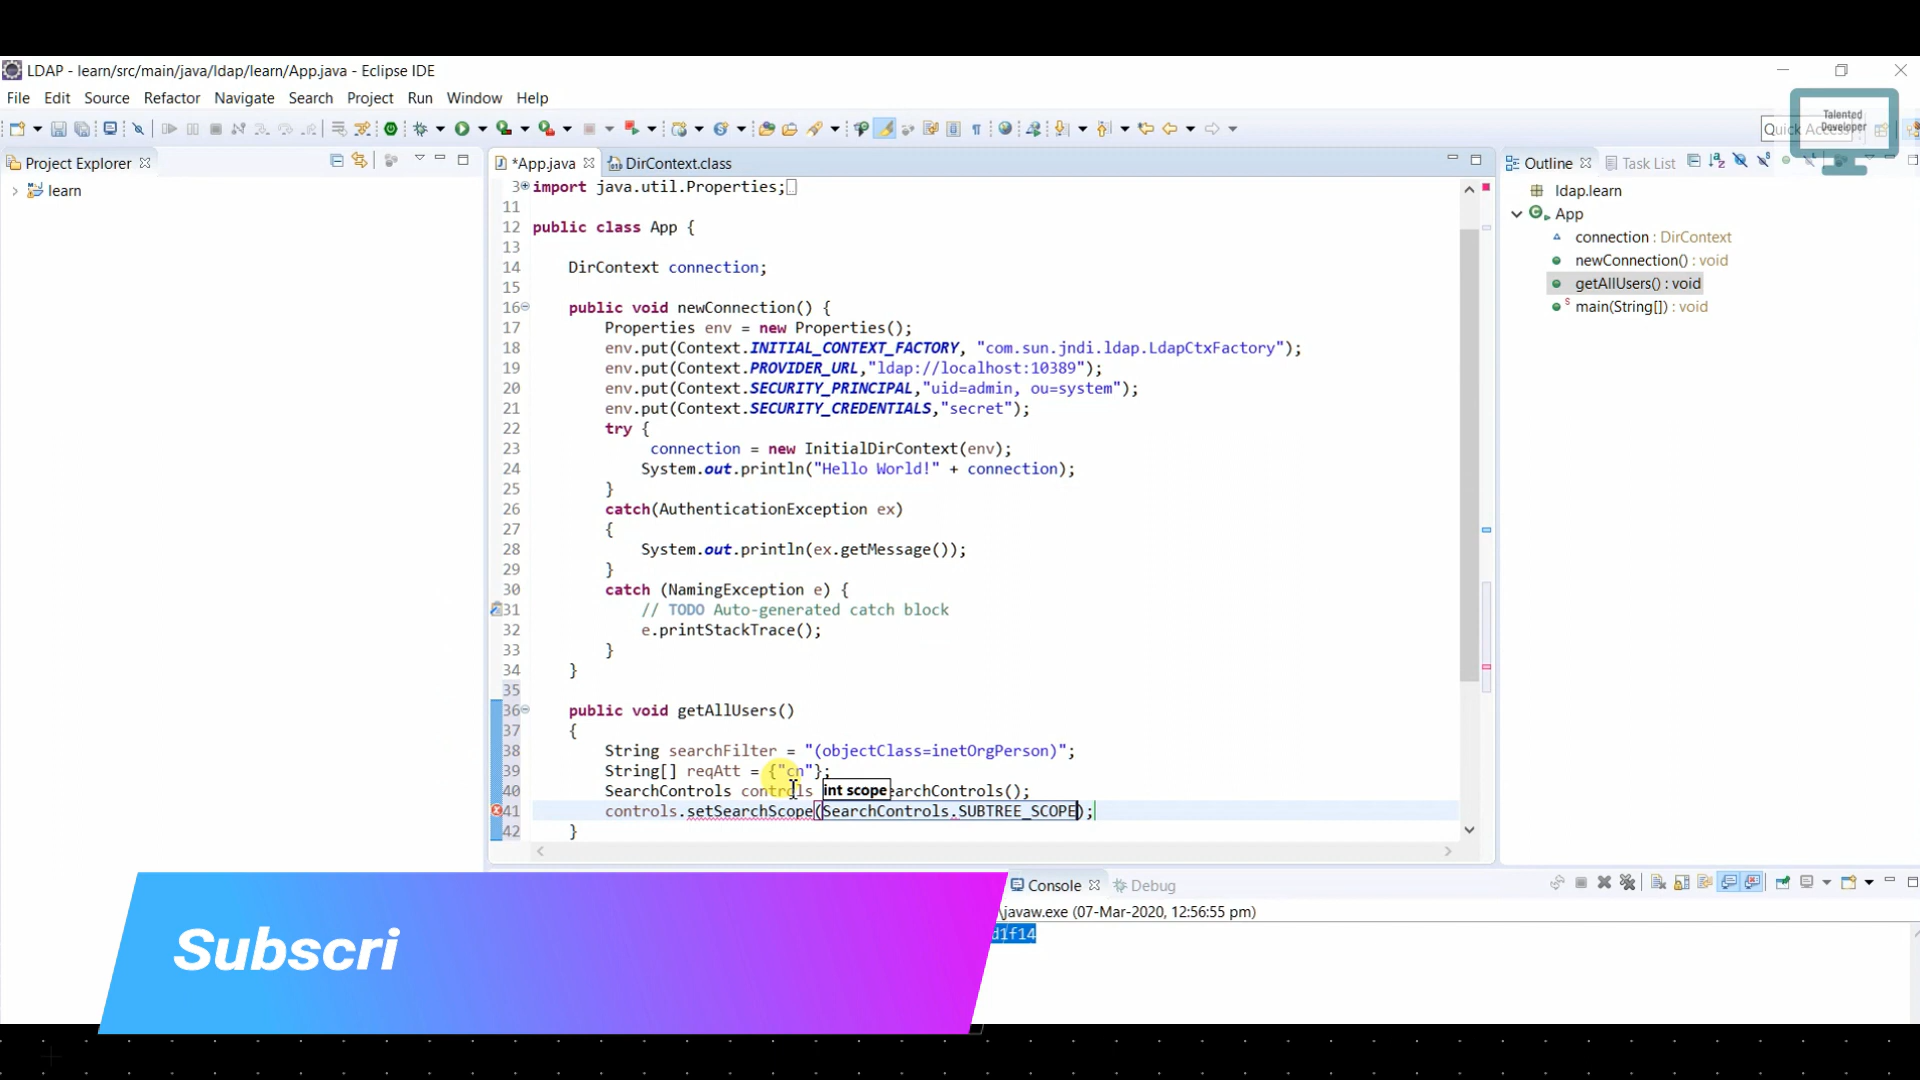 LDAP - learn/src/main/java/ldap/learn/App.java - Eclipse IDE
File Edit Source Refactor Navigate Search Project Run Window Help
Talented
Developer
Quick Access
Project Explorer
learn
*App.java
DirContext.class
3 import java.util.Properties;
11
12 public class App {
13
14 DirContext connection;
15
16 public void newConnection() {
17 Properties env = new Properties();
18 env.put(Context.INITIAL_CONTEXT_FACTORY, "com.sun.jndi.ldap.LdapCtxFactory");
19 env.put(Context.PROVIDER_URL,"ldap://localhost:10389");
20 env.put(Context.SECURITY_PRINCIPAL,"uid=admin, ou=system");
21 env.put(Context.SECURITY_CREDENTIALS,"secret");
22 try {
23 connection = new InitialDirContext(env);
24 System.out.println("Hello World!" + connection);
25 }
26 catch(AuthenticationException ex)
27 {
28 System.out.println(ex.getMessage());
29 }
30 catch (NamingException e) {
31 // TODO Auto-generated catch block
32 e.printStackTrace();
33 }
34 }
35
36 public void getAllUsers()
37 {
38 String searchFilter = "(objectClass=inetOrgPerson)";
39 String[] reqAtt = {"cn"};
40 SearchControls controls int scope earchControls();
41 controls.setSearchScope(SearchControls.SUBTREE_SCOPE);
42 }
Outline
Task List
ldap.learn
App
connection : DirContext
newConnection() : void
getAllUsers() : void
main(String[]) : void
Console
Debug
\javaw.exe (07-Mar-2020, 12:56:55 pm)
d1f14
Subscri